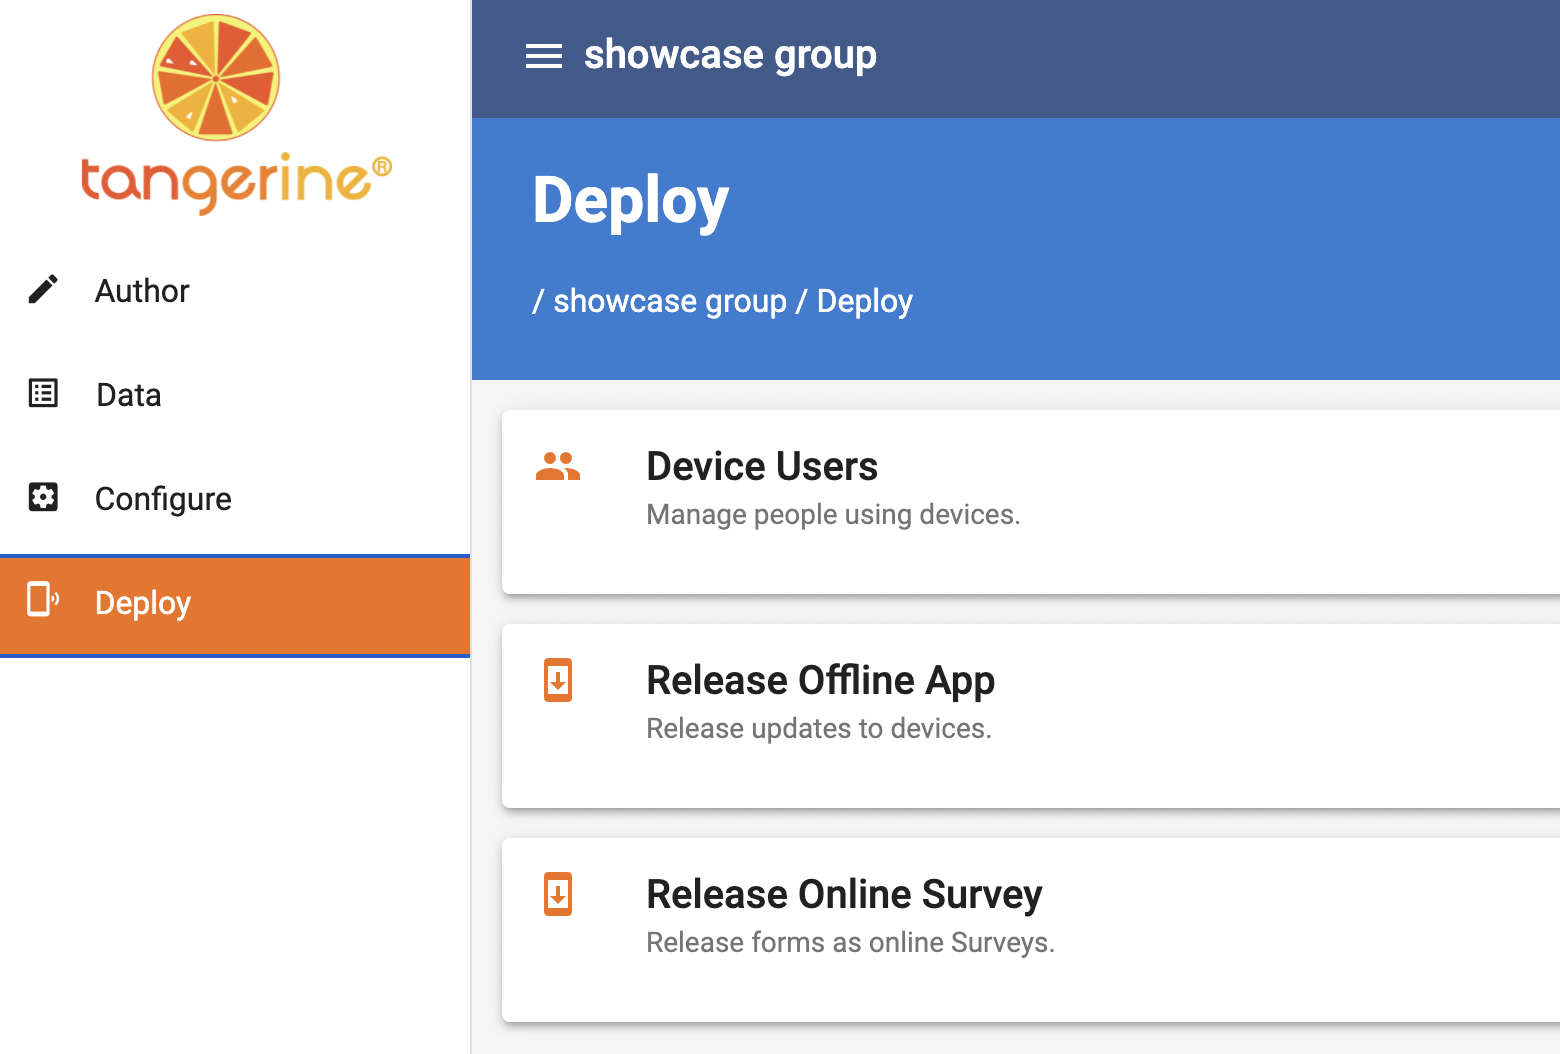 tangerine®
Author
Data
Configure
Deploy
showcase group
Deploy
/ showcase group / Deploy
Device Users
Manage people using devices.
Release Offline App
Release updates to devices.
Release Online Survey
Release forms as online Surveys.